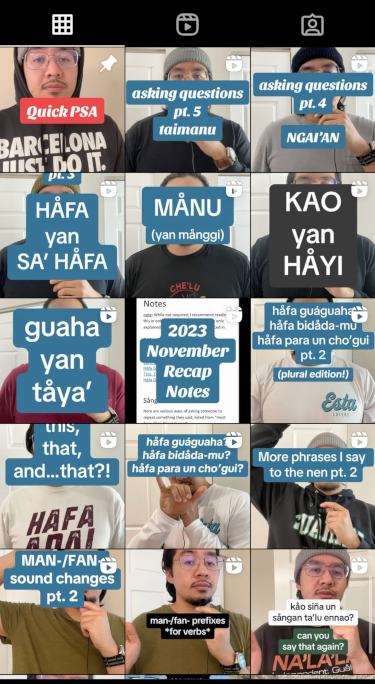 Quick PSA
BARCELONA
JUST DO IT.
asking questions
pt. 5
taimanu
asking questions
pt. 4
NGAI'AN
pt. 3
HÅFA
yan
SA' HÅFA
MÅNU
(yan månggi)
CHE'LU
KAO
yan
HÅYI
guaha
yan
tåya'
Notes
2023
November
Recap
Notes
håfa guáguaha
håfa bidåda-mu
håfa para un cho'gui
pt. 2
(plural edition!)
Esta
this,
that,
and...that?!
HÅFA
ADAI
håfa guáguaha?
håfa bidåda-mu?
håfa para un cho'gui?
More phrases I say
to the nen pt. 2
MAN-/FAN-
sound changes
pt. 2
man-/fan- prefixes
*for verbs*
kåo siña un
sångan ta'lu ennao?
can you
say that again?
NA'LA'LA'